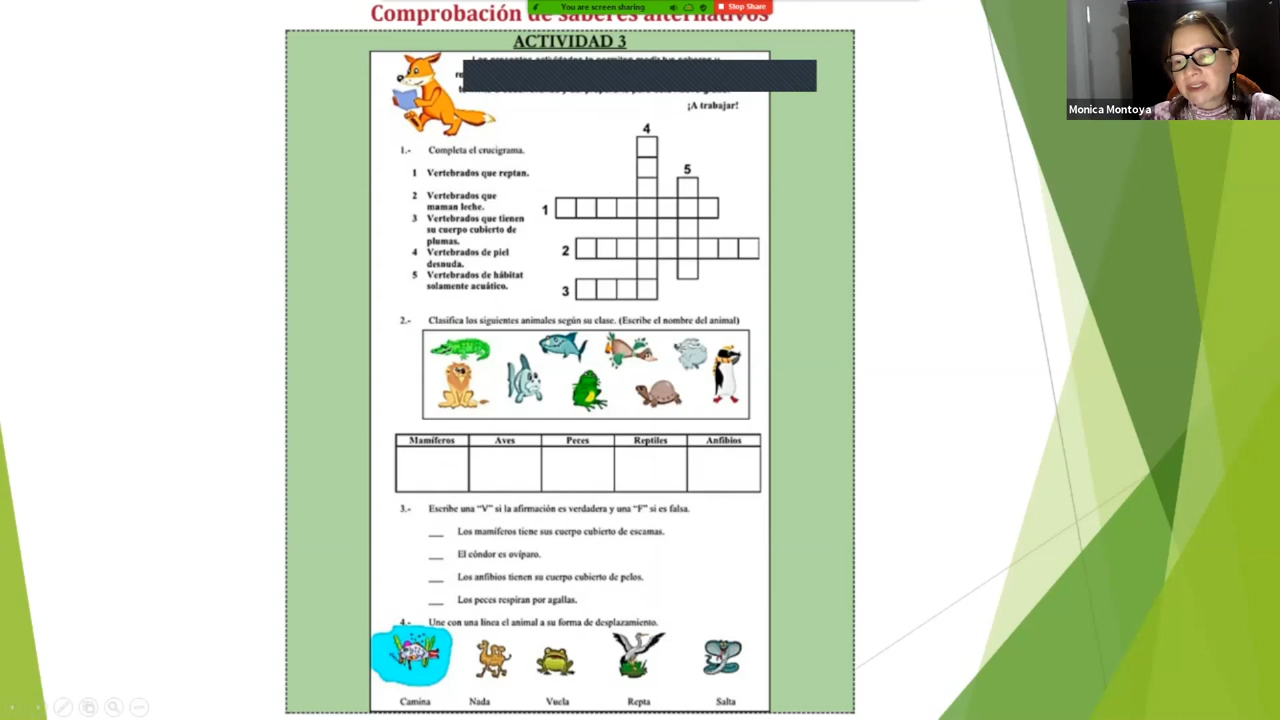 Comprobación de saberes alternativos
You are screen sharing
Stop Share
Monica Montoya
ACTIVIDAD 3
¡A trabajar!
1.- Completa el crucigrama.
1 Vertebrados que reptan.
2 Vertebrados que
maman leche.
3 Vertebrados que tienen
su cuerpo cubierto de
plumas.
4 Vertebrados de piel
desnuda.
5 Vertebrados de hábitat
solamente acuático.
4
5
1
2
3
2.- Clasifica los siguientes animales según su clase. (Escribe el nombre del animal)
Mamíferos Aves Peces Reptiles Anfibios
3.- Escribe una “V” si la afirmación es verdadera y una “F” si es falsa.
___ Los mamíferos tiene sus cuerpo cubierto de escamas.
___ El cóndor es ovíparo.
___ Los anfibios tienen su cuerpo cubierto de pelos.
___ Los peces respiran por agallas.
4.- Une con una línea el animal a su forma de desplazamiento.
Camina Nada Vuela Repta Salta